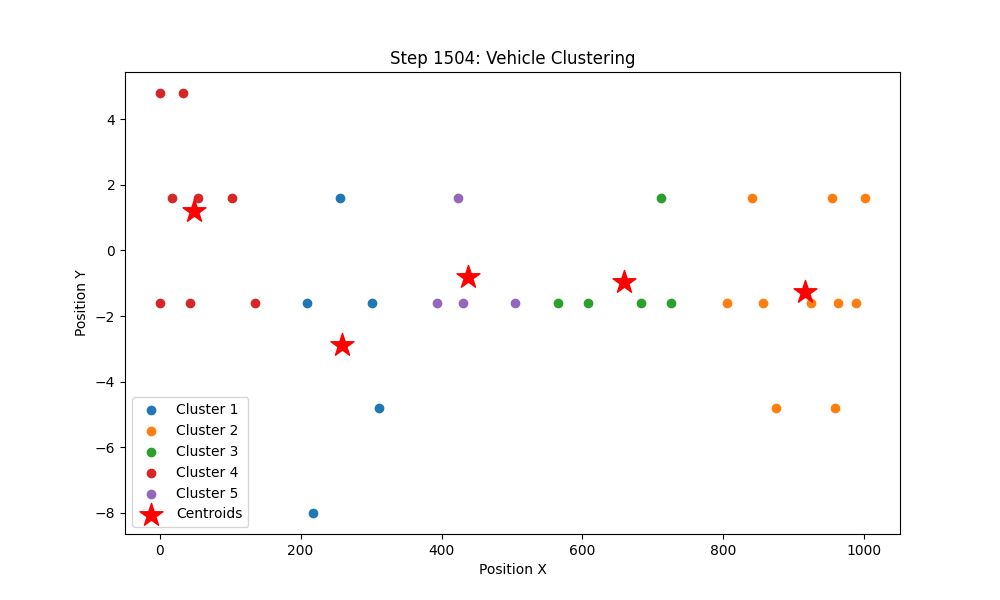 Step 1504: Vehicle Clustering
Position Y
4
2
0
−2
−4
−6
−8
Cluster 1
Cluster 2
Cluster 3
Cluster 4
Cluster 5
Centroids
0 200 400 600 800 1000
Position X